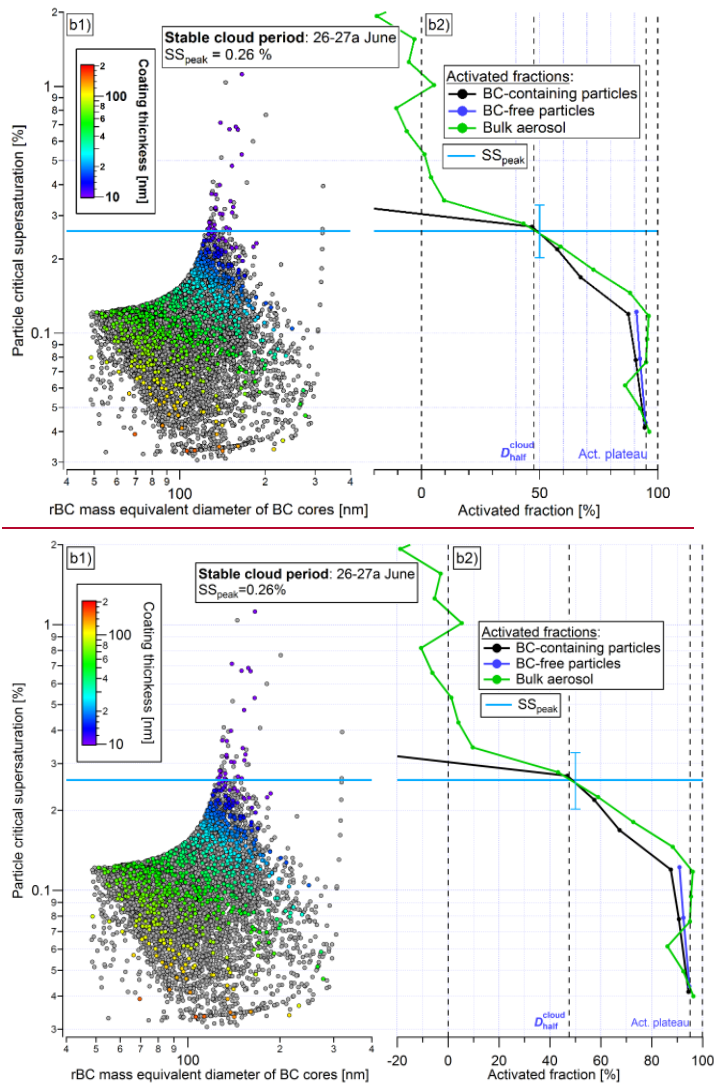 b1)
Stable cloud period: 26-27a June
SSpeak = 0.26 %
b2)
Coating thicnkess [nm]
2
100
6
4
2
10
Activated fractions:
BC-containing particles
BC-free particles
Bulk aerosol
SSpeak
Particle critical supersaturation [%]
2
1
9
8
7
6
5
4
3
2
0.1
9
8
7
6
5
4
3
D half cloud
Act. plateau
4 5 6 7 8 9 100 2 3 4
0 50 100
rBC mass equivalent diameter of BC cores [nm]
Activated fraction [%]
b1)
Stable cloud period: 26-27a June
SSpeak=0.26%
b2)
Coating thicnkess [nm]
2
100
6
4
2
10
Activated fractions:
BC-containing particles
BC-free particles
Bulk aerosol
SSpeak
Particle critical supersaturation [%]
2
1
9
8
7
6
5
4
3
2
0.1
9
8
7
6
5
4
3
D half cloud
Act. plateau
4 5 6 7 8 9 100 2 3 4
-20 0 20 40 60 80 100
rBC mass equivalent diameter of BC cores [nm]
Activated fraction [%]